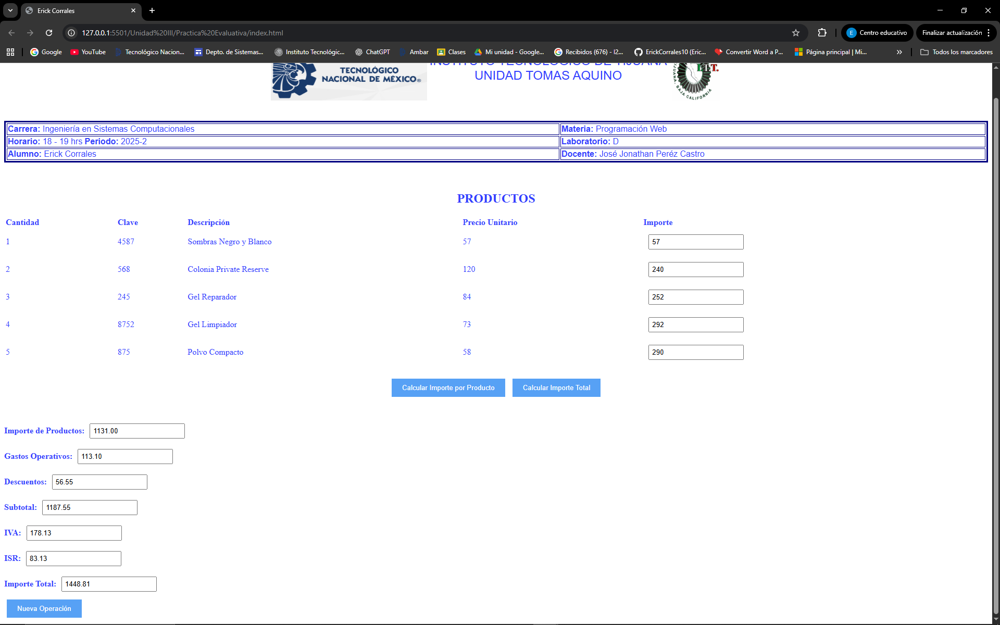 Erick Corrales
127.0.0.1:5501/Unidad%20III/Practica%20Evaluativa/index.html
E Centro educativo
Finalizar actualización
Google
YouTube
Tecnológico Nacion...
Depto. de Sistemas...
Instituto Tecnológic...
ChatGPT
Ambar
Clases
Mi unidad - Google...
Recibidos (676) - l2...
ErickCorrales10 (Eric...
Convertir Word a P...
Página principal | Mi...
Todos los marcadores
TECNOLÓGICO
NACIONAL DE MÉXICO®
INSTITUTO TECNOLOGICO DE TIJUANA
UNIDAD TOMAS AQUINO
I.T.T.
BAJA CALIFORNIA
Carrera: Ingeniería en Sistemas Computacionales
Materia: Programación Web
Horario: 18 - 19 hrs Periodo: 2025-2
Laboratorio: D
Alumno: Erick Corrales
Docente: José Jonathan Peréz Castro
PRODUCTOS
Cantidad Clave Descripción Precio Unitario Importe
1 4587 Sombras Negro y Blanco 57 57
2 568 Colonia Private Reserve 120 240
3 245 Gel Reparador 84 252
4 8752 Gel Limpiador 73 292
5 875 Polvo Compacto 58 290
Calcular Importe por Producto
Calcular Importe Total
Importe de Productos: 1131.00
Gastos Operativos: 113.10
Descuentos: 56.55
Subtotal: 1187.55
IVA: 178.13
ISR: 83.13
Importe Total: 1448.81
Nueva Operación